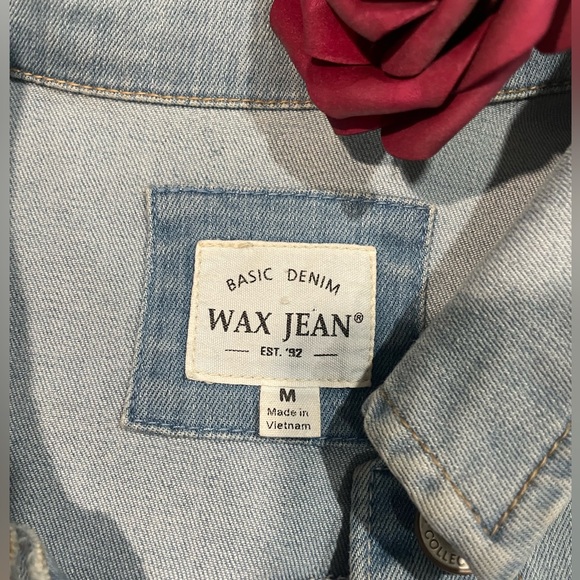 BASIC DENIM
WAX JEAN®
EST. '92
M
Made in
Vietnam